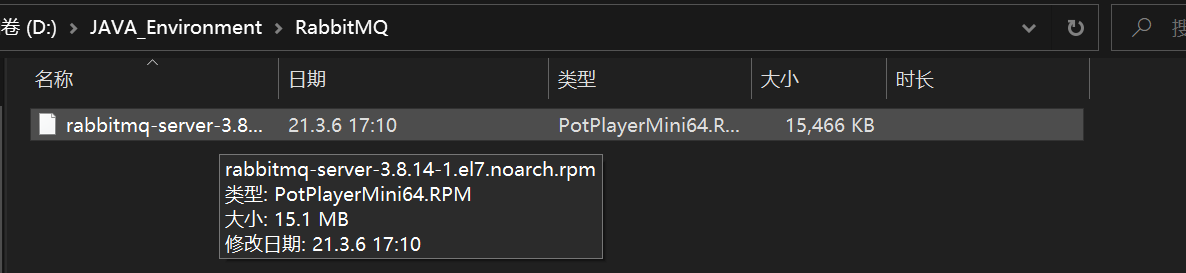 卷 (D:) JAVA_Environment RabbitMQ 搜
名称 日期 类型 大小 时长
rabbitmq-server-3.8... 21.3.6 17:10 PotPlayerMini64.R... 15,466 KB
rabbitmq-server-3.8.14-1.el7.noarch.rpm
类型: PotPlayerMini64.RPM
大小: 15.1 MB
修改日期: 21.3.6 17:10